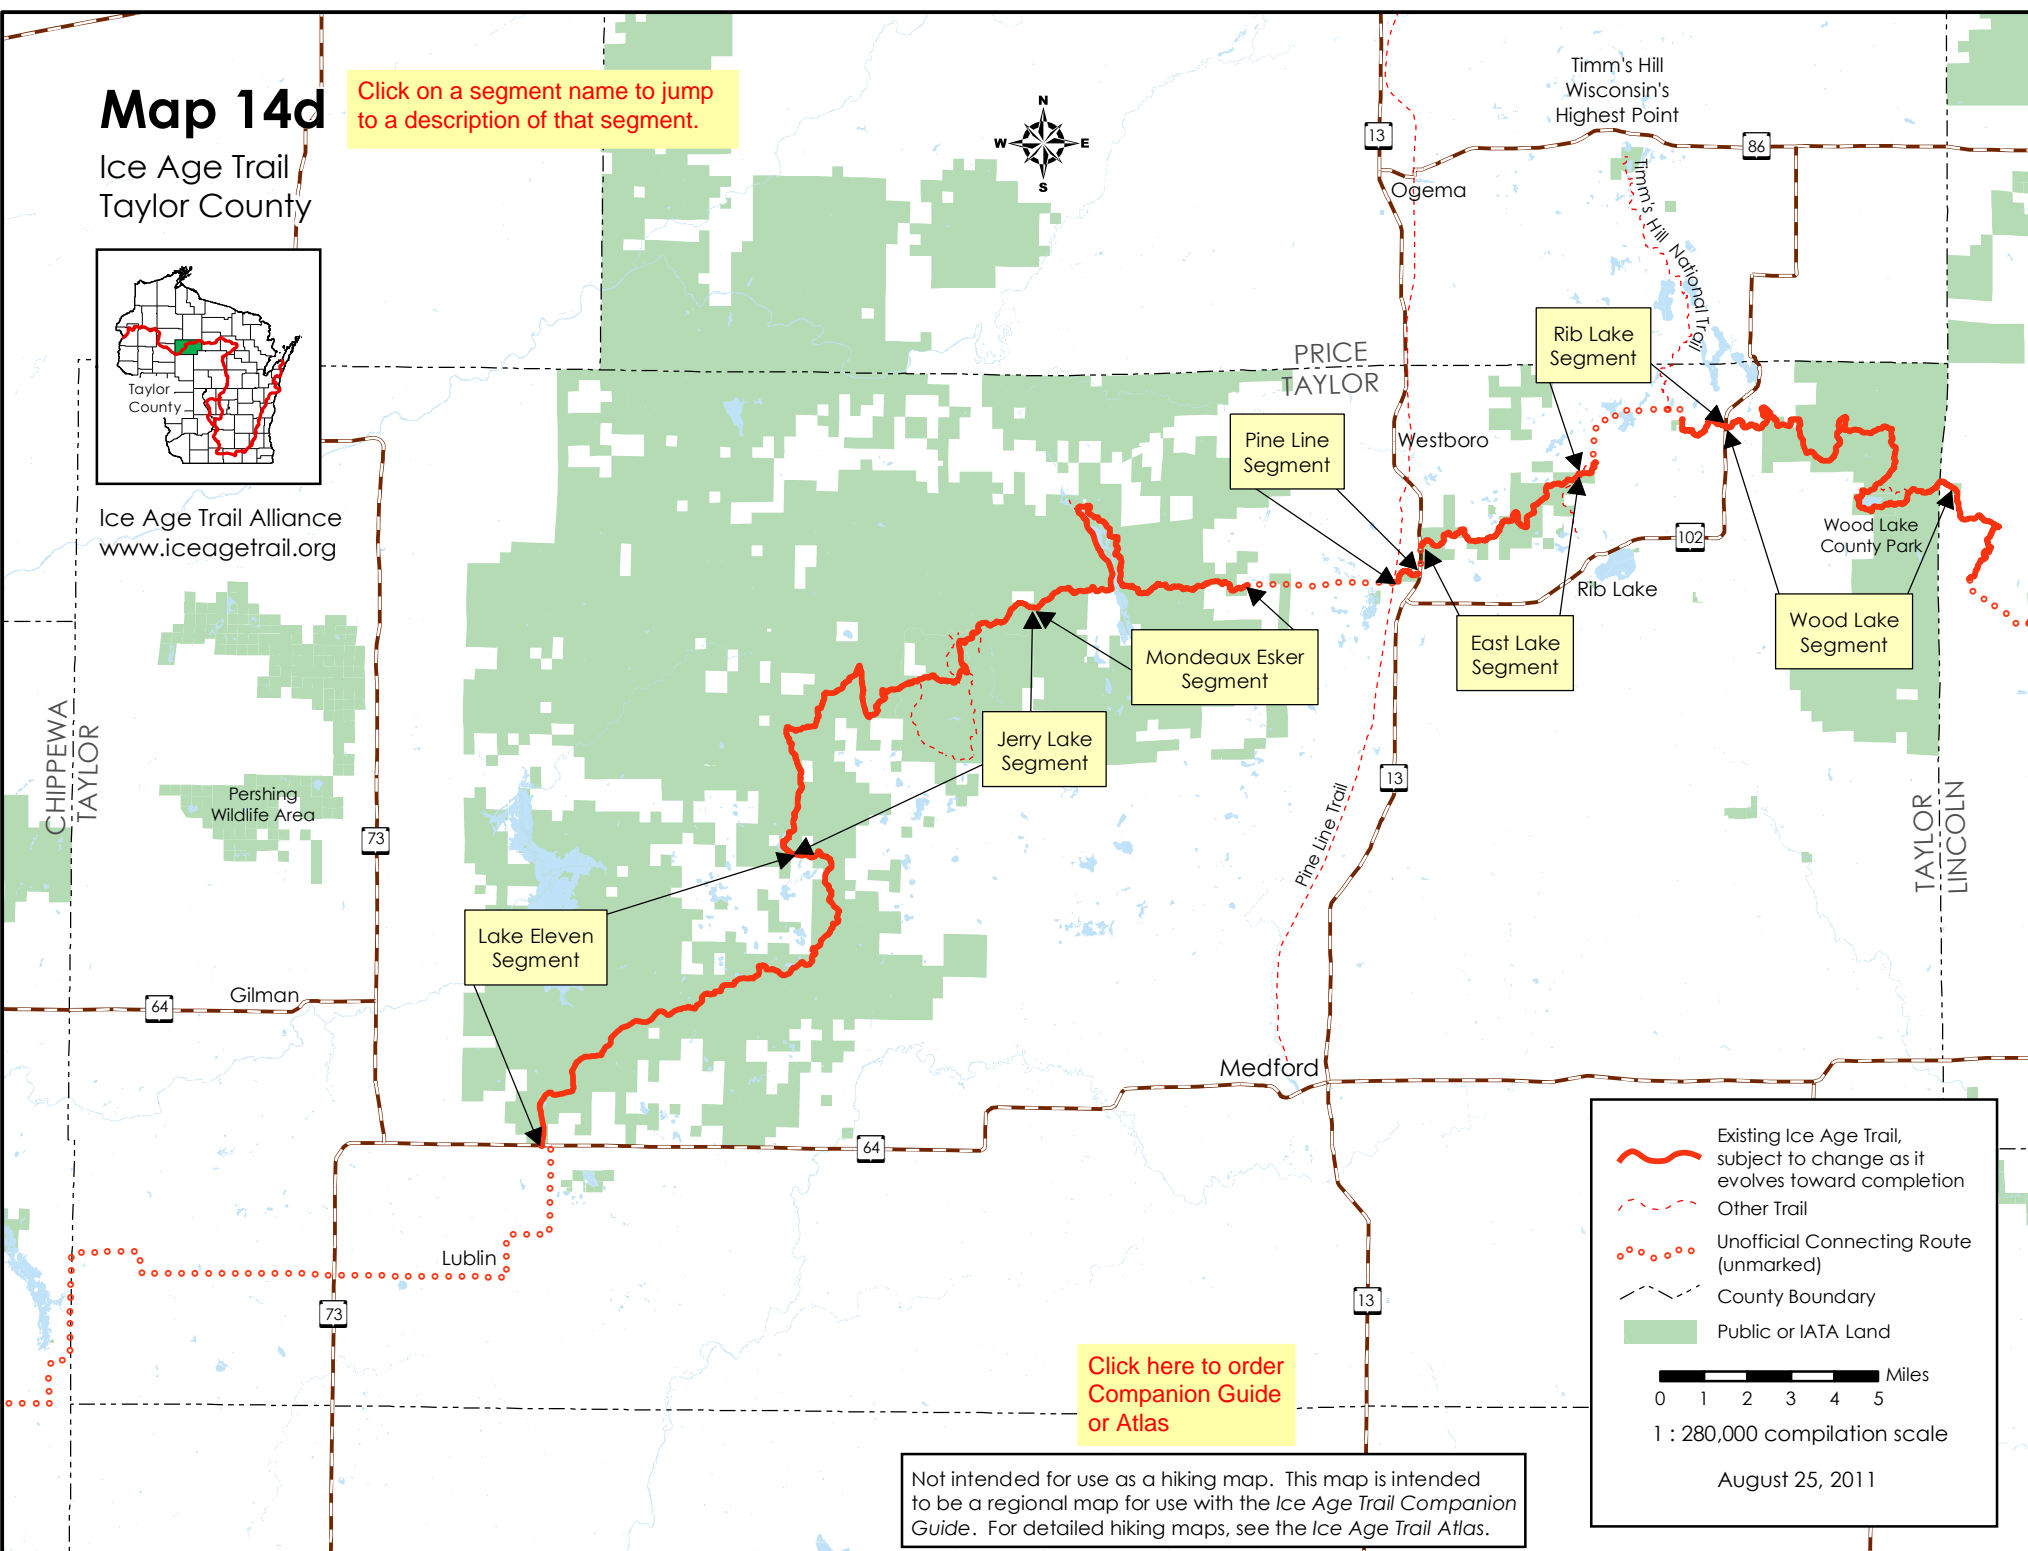 Map 14d
Ice Age Trail
Taylor County
Click on a segment name to jump
to a description of that segment.
N
W
E
S
Timm's Hill
Wisconsin's
Highest Point
13
86
Ogema
Timm's Hill National Trail
Taylor
County
Ice Age Trail Alliance
www.iceagetrail.org
PRICE
TAYLOR
Rib Lake
Segment
Pine Line
Segment
Westboro
102
Wood Lake
County Park
Rib Lake
Wood Lake
Segment
East Lake
Segment
Mondeaux Esker
Segment
Jerry Lake
Segment
CHIPPEWA
TAYLOR
Pershing
Wildlife Area
73
13
Pine Line Trail
TAYLOR
LINCOLN
Lake Eleven
Segment
64
Gilman
Medford
64
Lublin
73
13
Existing Ice Age Trail,
subject to change as it
evolves toward completion
Other Trail
Unofficial Connecting Route
(unmarked)
County Boundary
Public or IATA Land
Miles
0 1 2 3 4 5
1 : 280,000 compilation scale
August 25, 2011
Click here to order
Companion Guide
or Atlas
Not intended for use as a hiking map. This map is intended
to be a regional map for use with the Ice Age Trail Companion
Guide. For detailed hiking maps, see the Ice Age Trail Atlas.